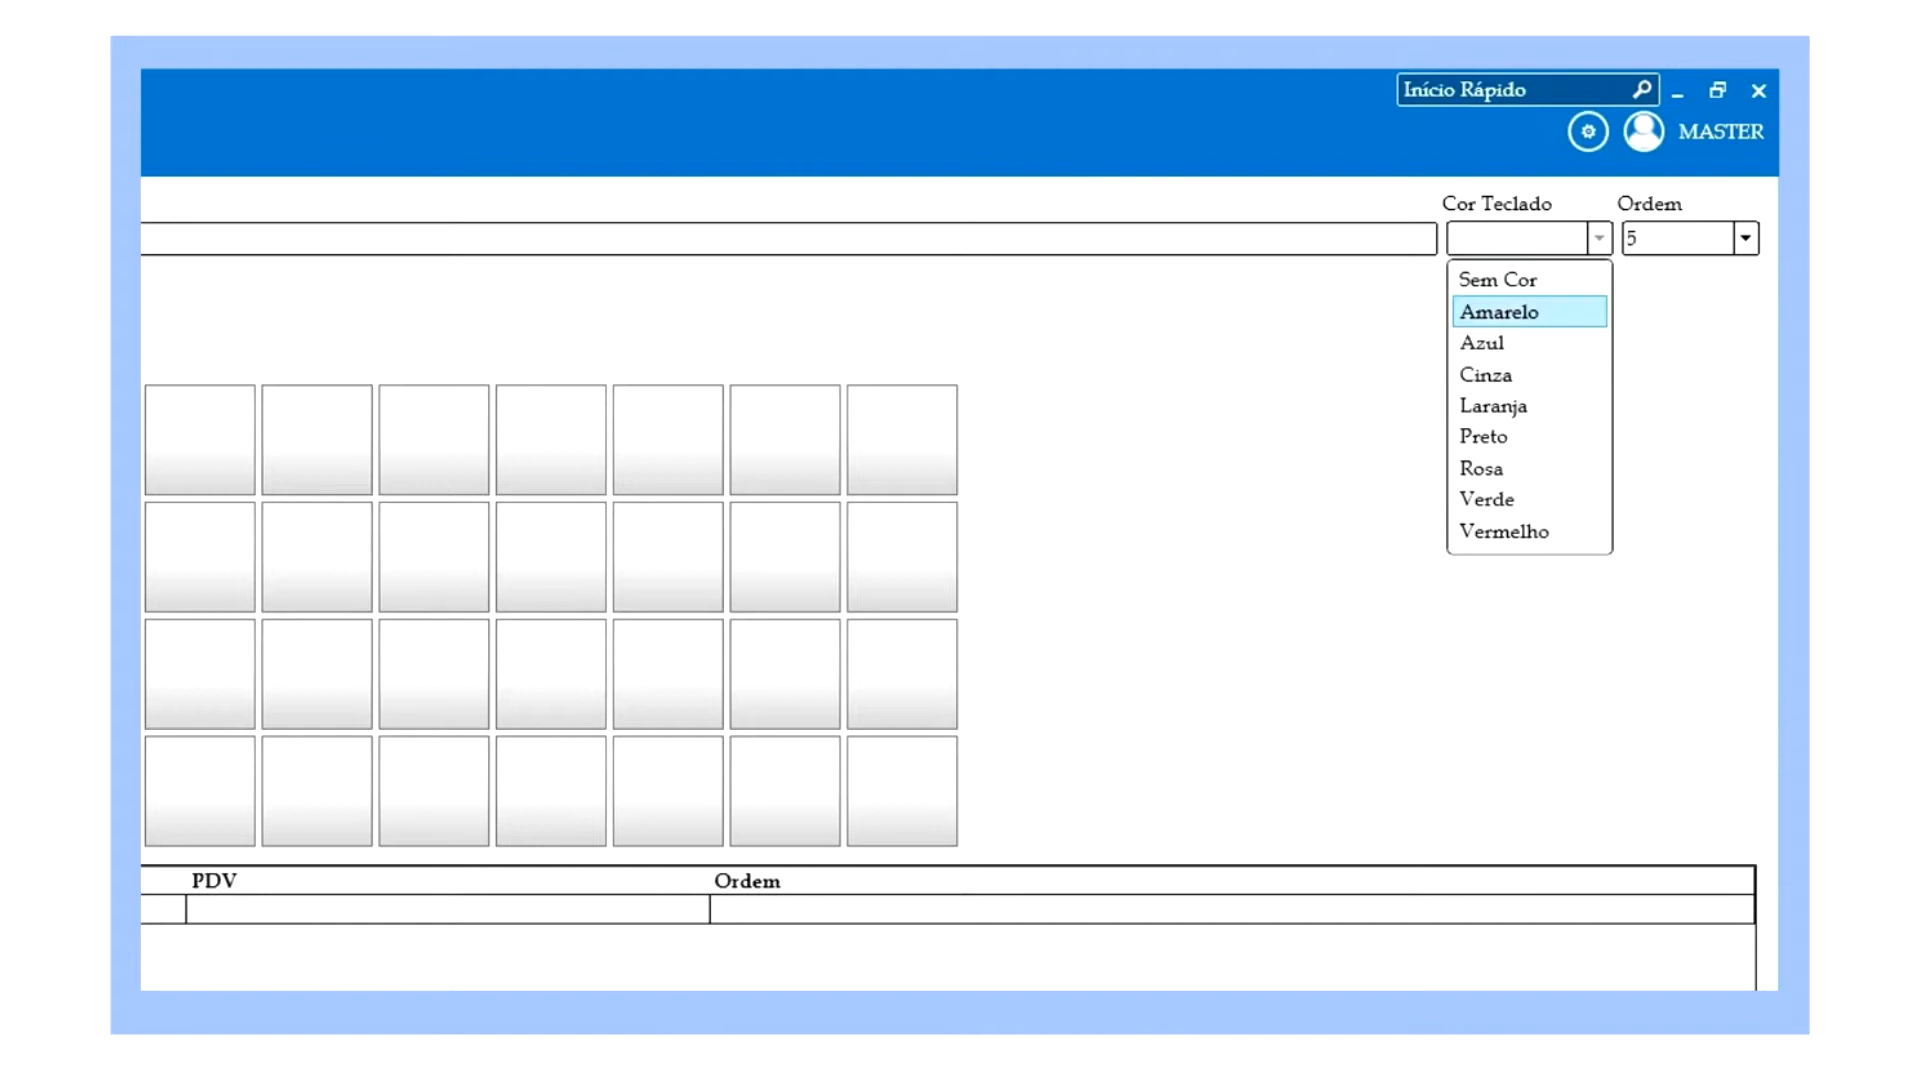 Início Rápido
MASTER
Cor Teclado Ordem
5
Sem Cor
Amarelo
Azul
Cinza
Laranja
Preto
Rosa
Verde
Vermelho
PDV Ordem